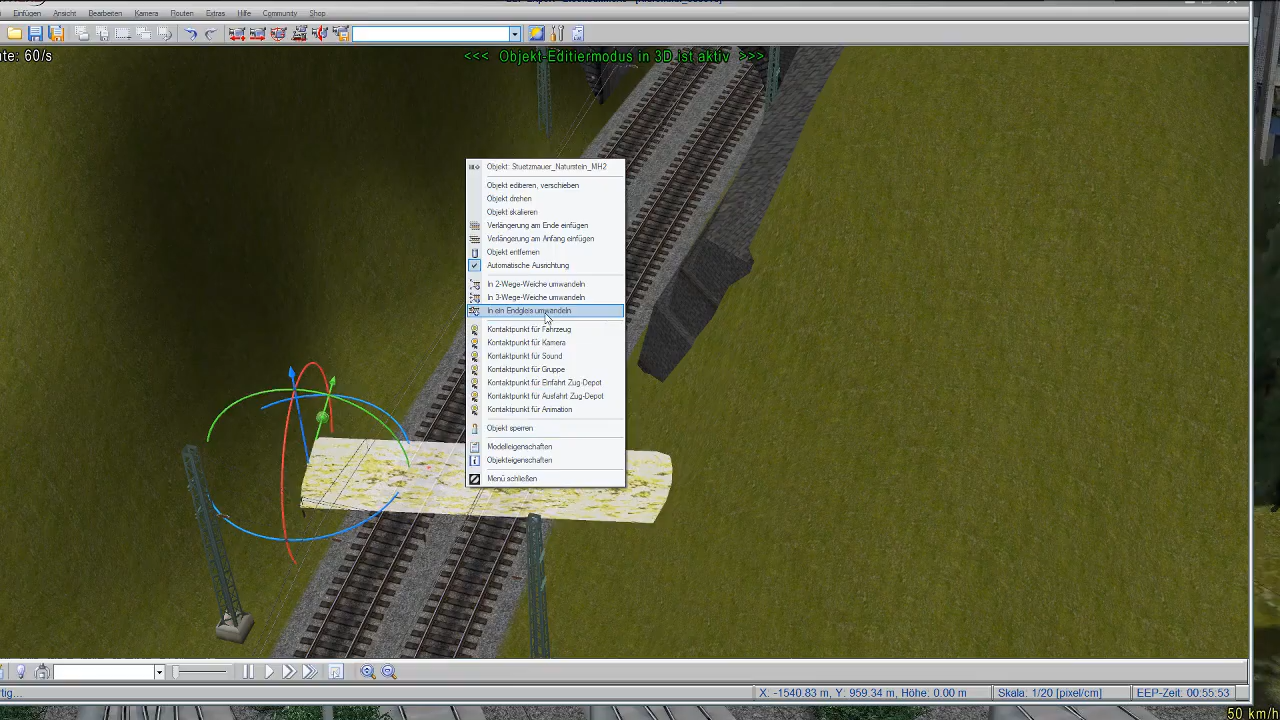 Einfügen Ansicht Bearbeiten Kamera Routen Extras Hilfe Community Shop
te: 60/s
<<< Objekt-Editiermodus in 3D ist aktiv >>>
Objekt: Stuetzmauer_Naturstein_MH2
Objekt editieren, verschieben
Objekt drehen
Objekt skalieren
Verlängerung am Ende einfügen
Verlängerung am Anfang einfügen
Objekt entfernen
Automatische Ausrichtung
In 2-Wege-Weiche umwandeln
In 3-Wege-Weiche umwandeln
In ein Endgleis umwandeln
Kontaktpunkt für Fahrzeug
Kontaktpunkt für Kamera
Kontaktpunkt für Sound
Kontaktpunkt für Gruppe
Kontaktpunkt für Einfahrt Zug-Depot
Kontaktpunkt für Ausfahrt Zug-Depot
Kontaktpunkt für Animation
Objekt sperren
Modelleigenschaften
Objekteigenschaften
Menü schließen
tig... X: -1540.83 m, Y: 959.34 m, Höhe: 0.00 m Skala: 1/20 [pixel/cm] EEP-Zeit: 00:55:53
50 km/h